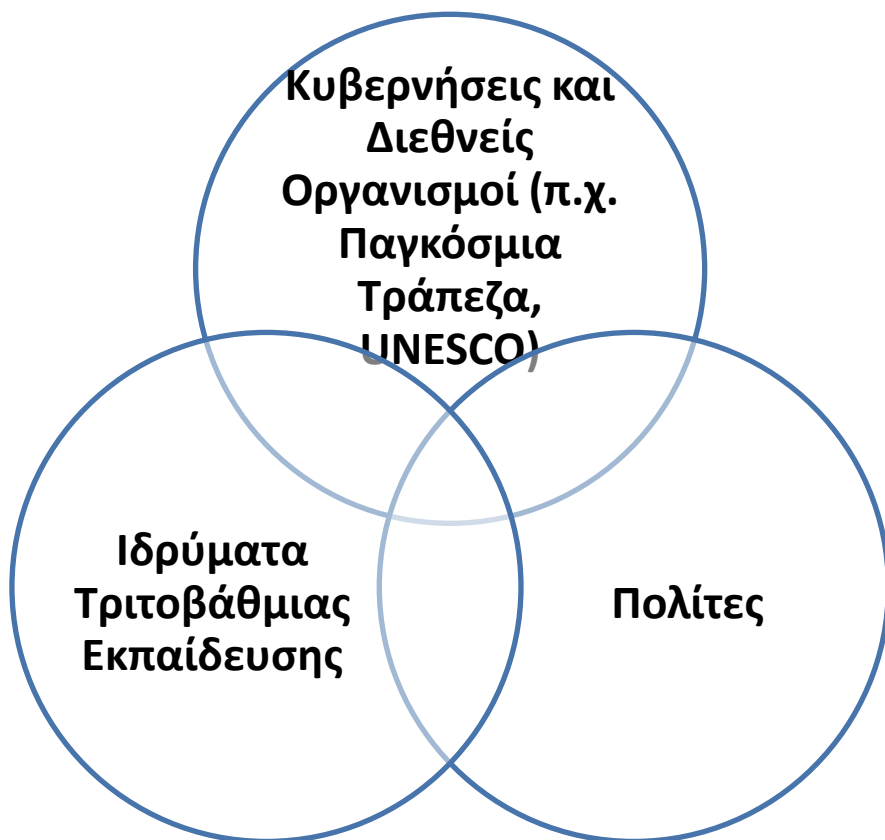 Κυβερνήσεις και
Διεθνείς
Οργανισμοί (π.χ.
Παγκόσμια
Τράπεζα,
UNESCO)
Ιδρύματα
Τριτοβάθμιας
Εκπαίδευσης
Πολίτες